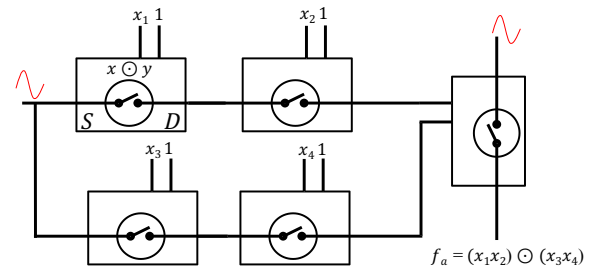 x₁ 1
x₂ 1
x ⊙ y
S D
x₃ 1
x₄ 1
fₐ = (x₁x₂) ⊙ (x₃x₄)